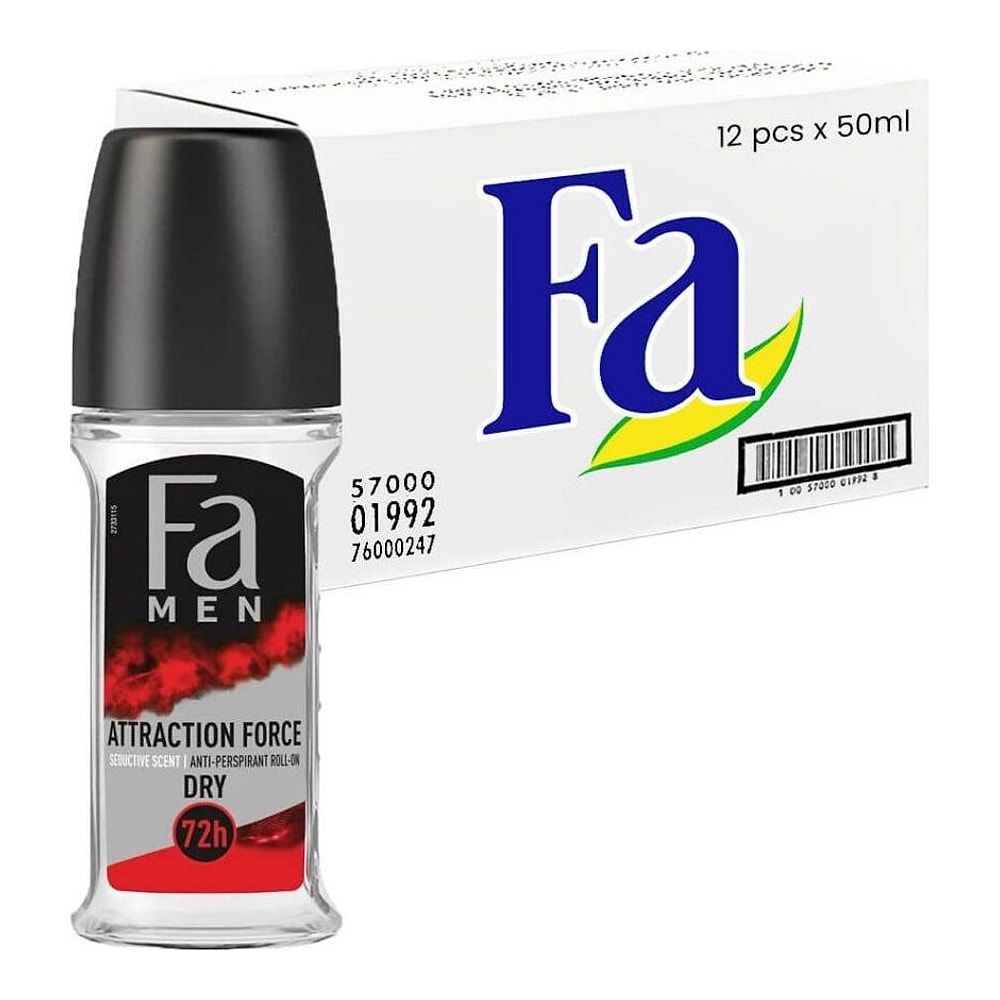 12 pcs x 50ml
Fa
57000
01992
76000247
1 00 57000 01992 8
2733115
Fa
MEN
ATTRACTION FORCE
SEDUCTIVE SCENT | ANTI-PERSPIRANT ROLL-ON
DRY
72h